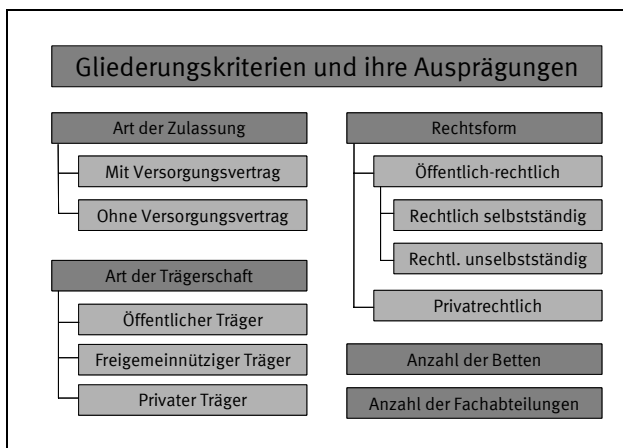 Gliederungskriterien und ihre Ausprägungen
Art der Zulassung
Mit Versorgungsvertrag
Ohne Versorgungsvertrag
Art der Trägerschaft
Öffentlicher Träger
Freigemeinnütziger Träger
Privater Träger
Rechtsform
Öffentlich-rechtlich
Rechtlich selbstständig
Rechtl. unselbstständig
Privatrechtlich
Anzahl der Betten
Anzahl der Fachabteilungen